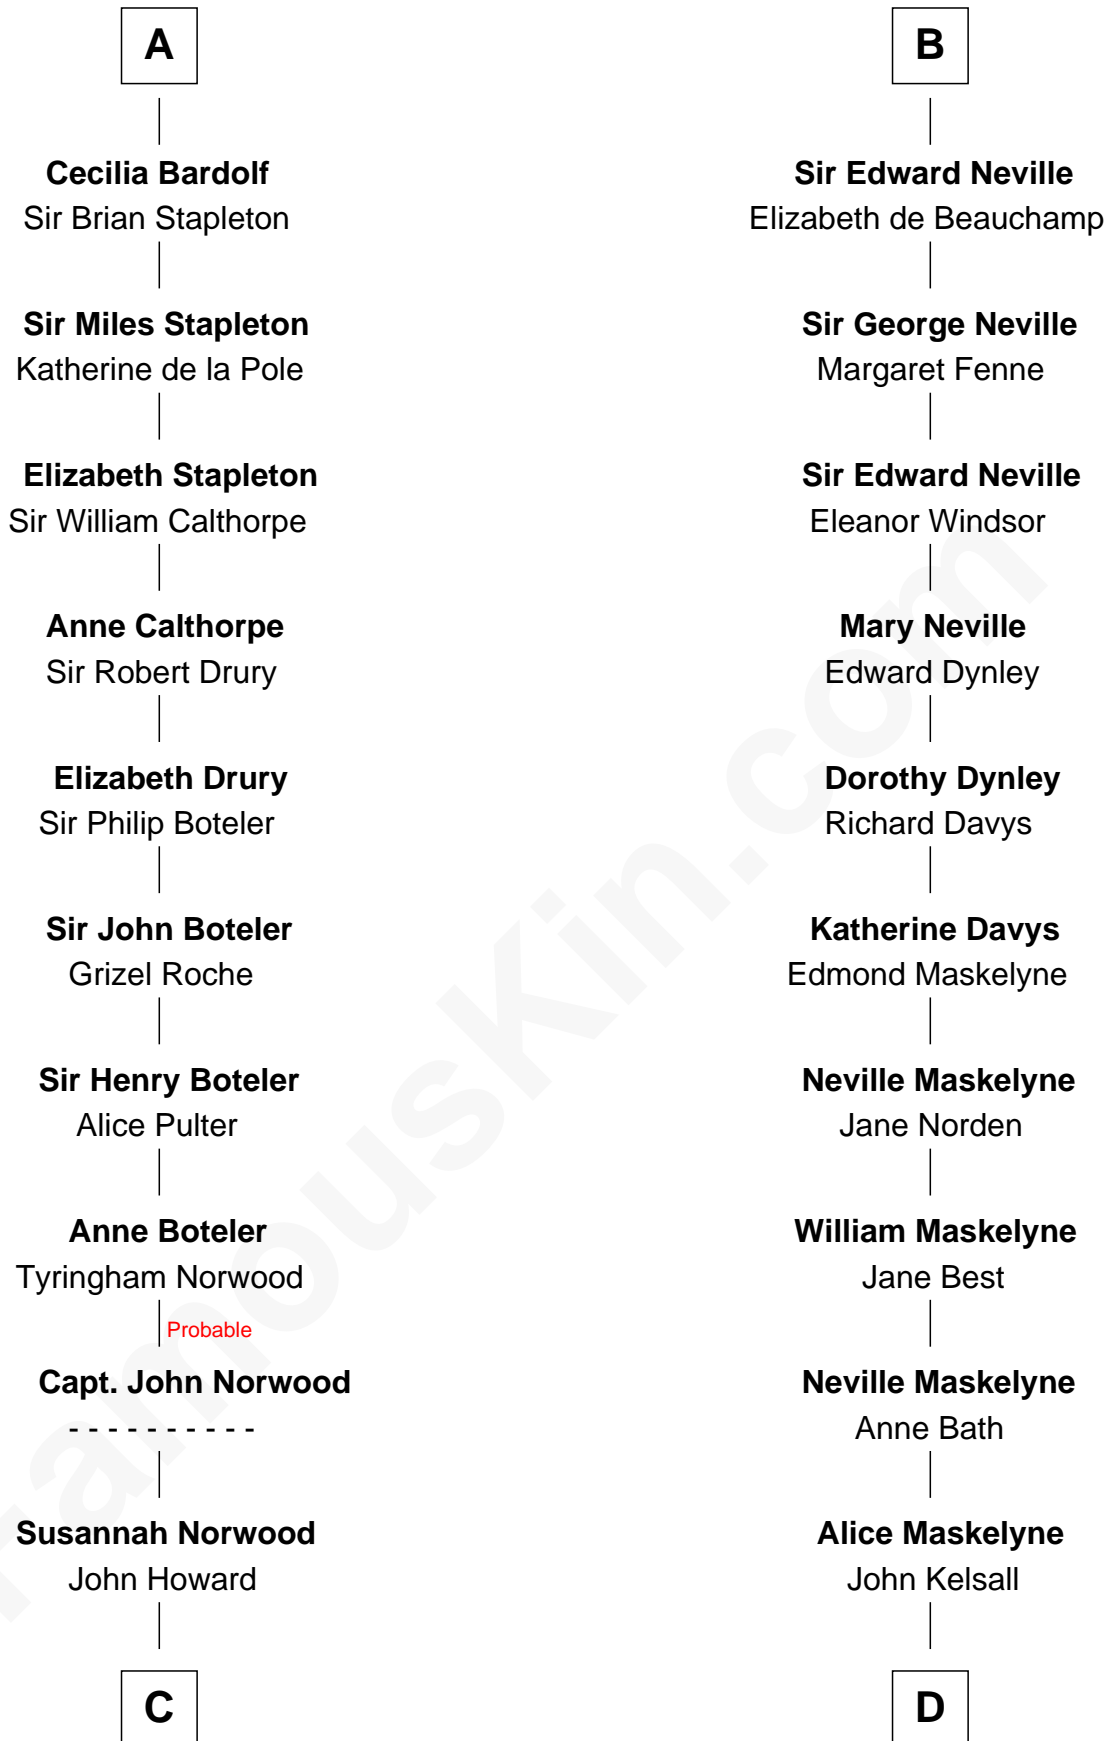 A
Cecilia Bardolf
Sir Brian Stapleton
Sir Miles Stapleton
Katherine de la Pole
Elizabeth Stapleton
Sir William Calthorpe
Anne Calthorpe
Sir Robert Drury
Elizabeth Drury
Sir Philip Boteler
Sir John Boteler
Grizel Roche
Sir Henry Boteler
Alice Pulter
Anne Boteler
Tyringham Norwood
Probable
Capt. John Norwood
- - - - - - - - - -
Susannah Norwood
John Howard
C
B
Sir Edward Neville
Elizabeth de Beauchamp
Sir George Neville
Margaret Fenne
Sir Edward Neville
Eleanor Windsor
Mary Neville
Edward Dynley
Dorothy Dynley
Richard Davys
Katherine Davys
Edmond Maskelyne
Neville Maskelyne
Jane Norden
William Maskelyne
Jane Best
Neville Maskelyne
Anne Bath
Alice Maskelyne
John Kelsall
D
FamousKin.com